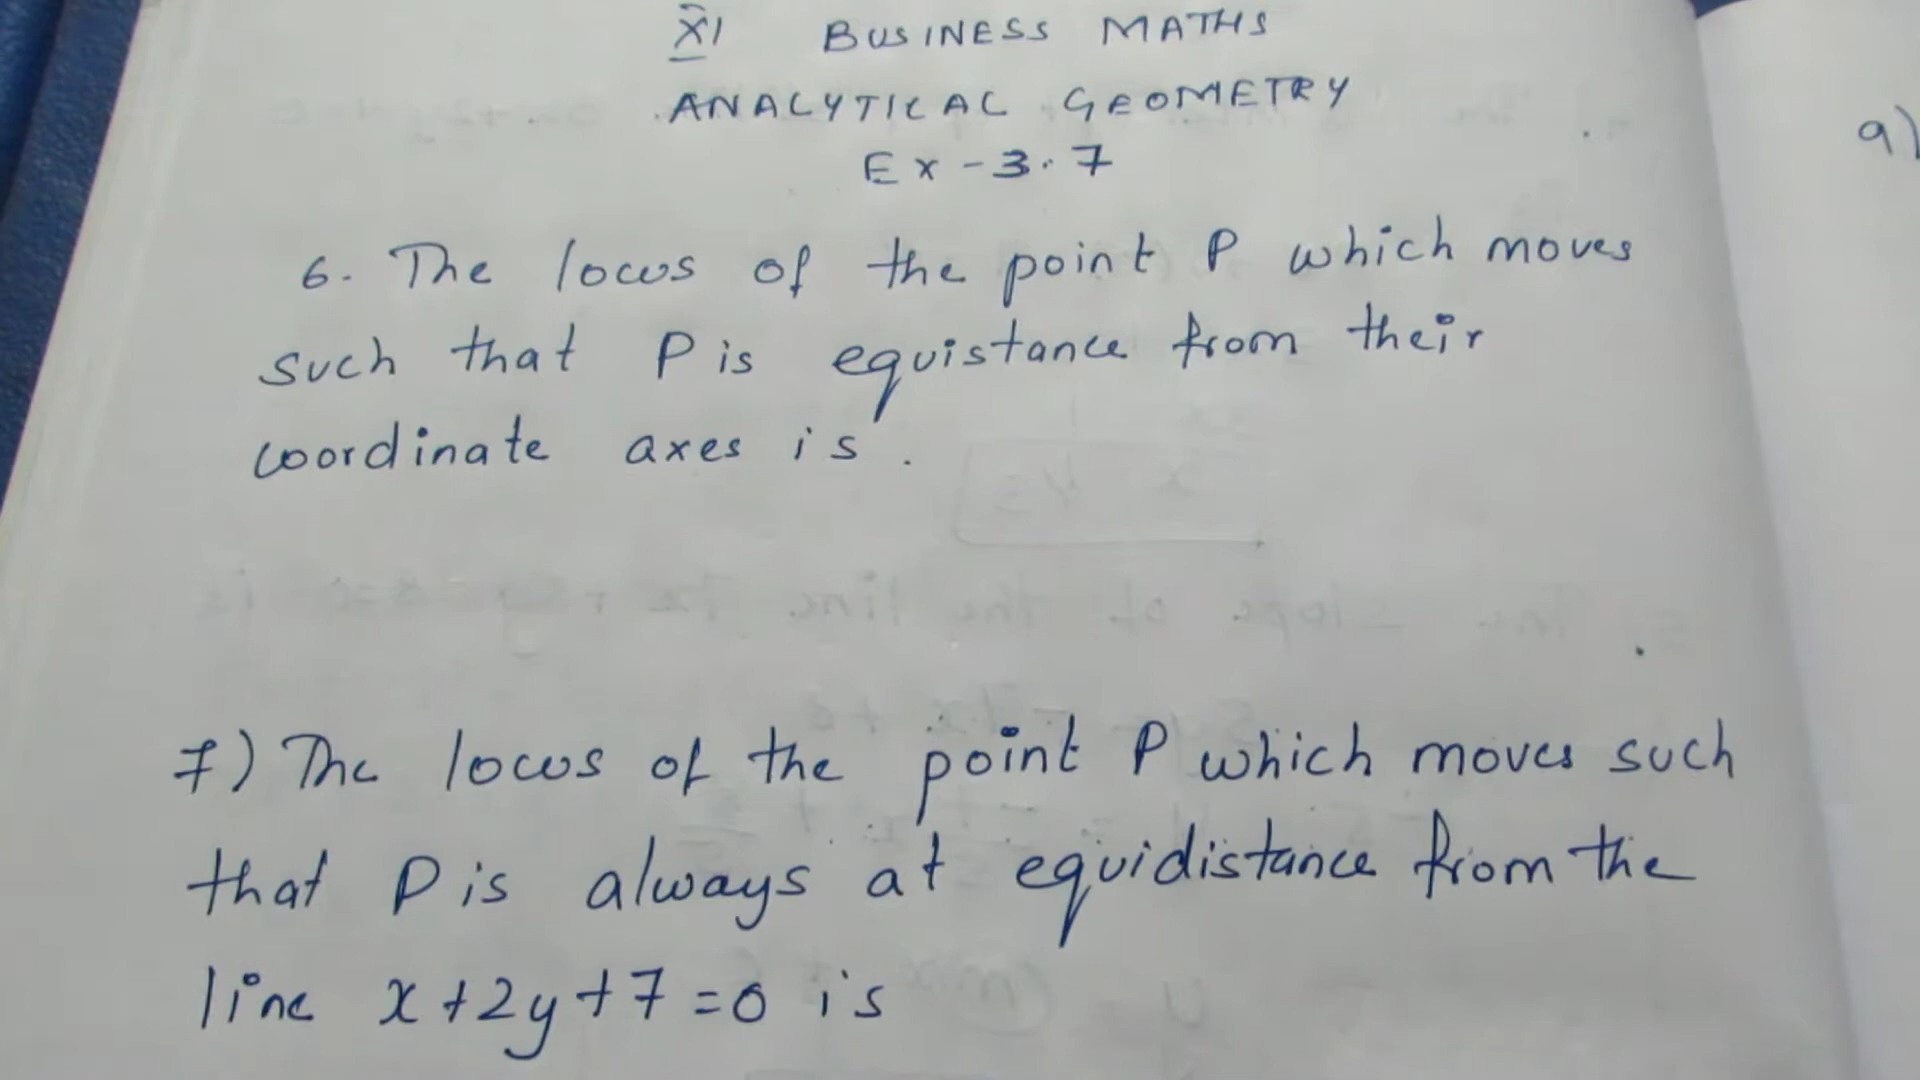 XI BUSINESS MATHS
ANALYTICAL GEOMETRY
Ex - 3.7
6. The locus of the point P which moves
such that P is equistance from their
coordinate axes is .
7) The locus of the point P which moves such
that P is always at equidistance from the
line x+2y+7=0 is
9)